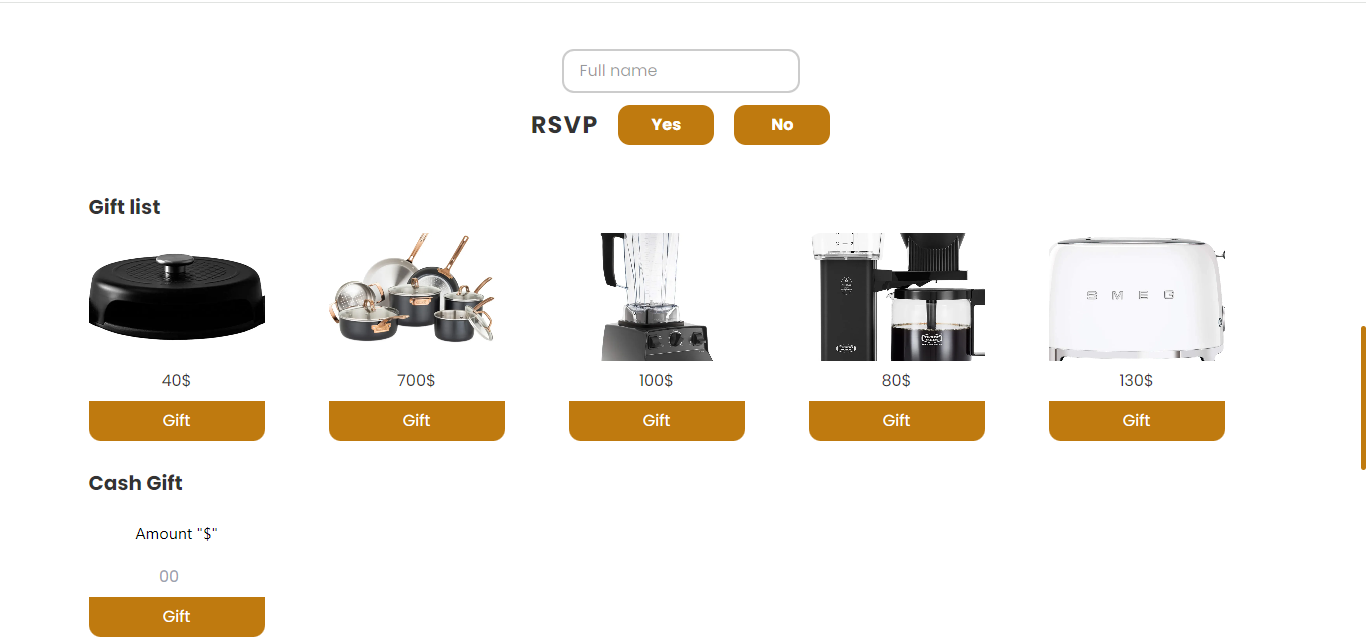 Full name
RSVP Yes No
Gift list
SMEG
40$ 700$ 100$ 80$ 130$
Gift Gift Gift Gift Gift
Cash Gift
Amount "$"
00
Gift